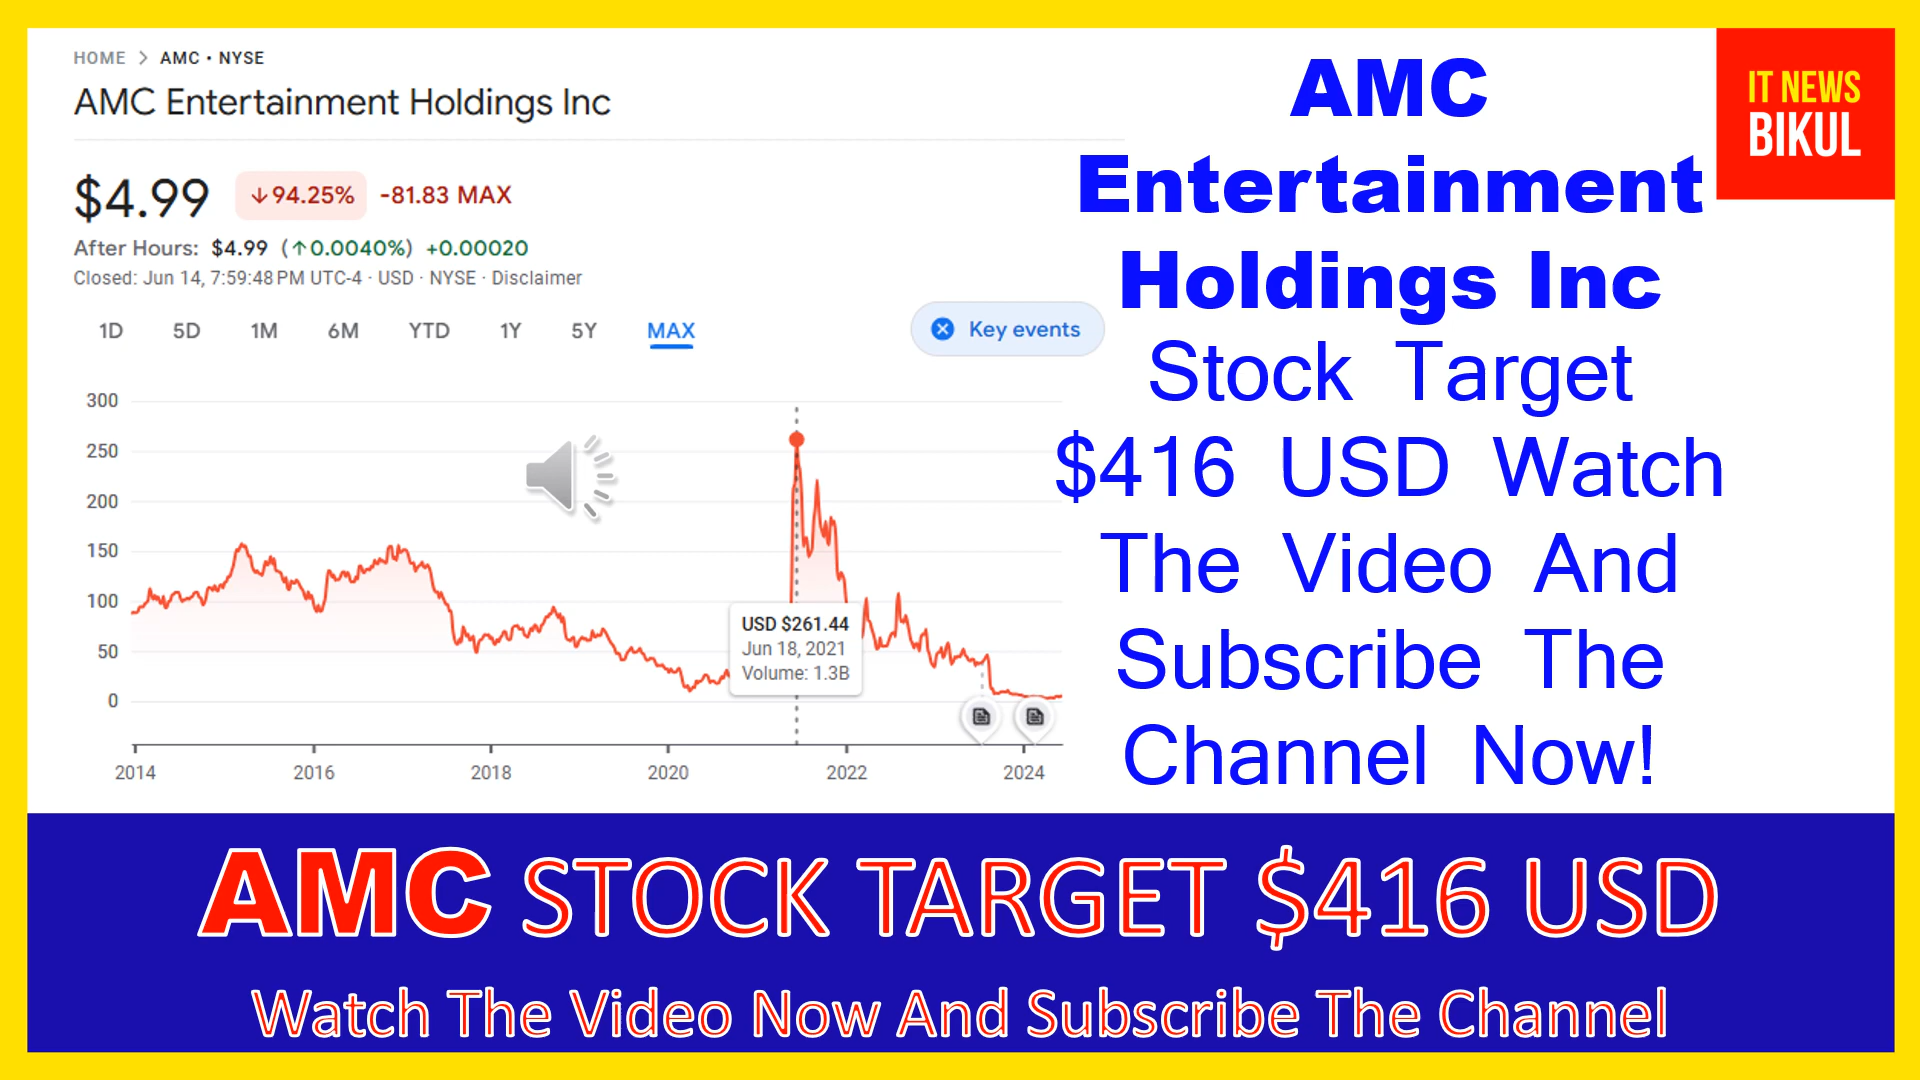 HOME > AMC • NYSE
AMC Entertainment Holdings Inc
$4.99 ↓94.25% -81.83 MAX
After Hours: $4.99 (↑0.0040%) +0.00020
Closed: Jun 14, 7:59:48 PM UTC-4 · USD · NYSE · Disclaimer
1D 5D 1M 6M YTD 1Y 5Y MAX
Key events
300
250
200
150
100
50
0
USD $261.44
Jun 18, 2021
Volume: 1.3B
2014 2016 2018 2020 2022 2024
AMC
Entertainment
Holdings Inc
Stock Target
$416 USD Watch
The Video And
Subscribe The
Channel Now!
IT NEWS
BIKUL
AMC STOCK TARGET $416 USD
Watch The Video Now And Subscribe The Channel